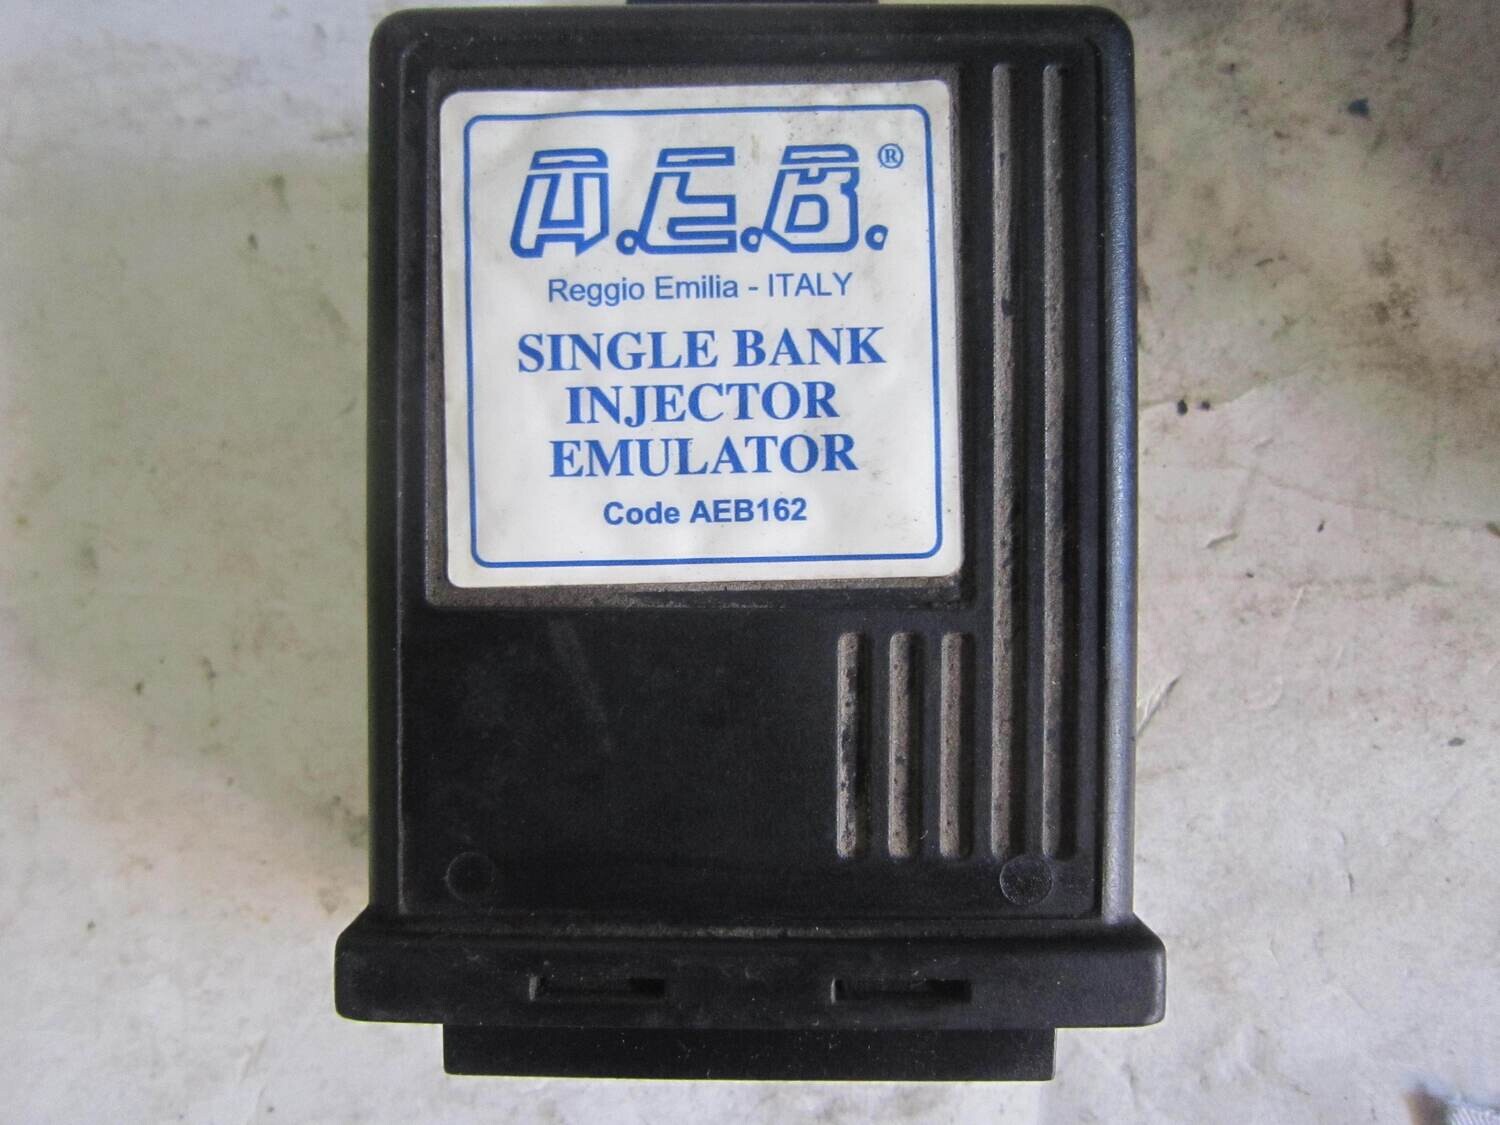 A.E.B.®
Reggio Emilia - ITALY
SINGLE BANK
INJECTOR
EMULATOR
Code AEB162